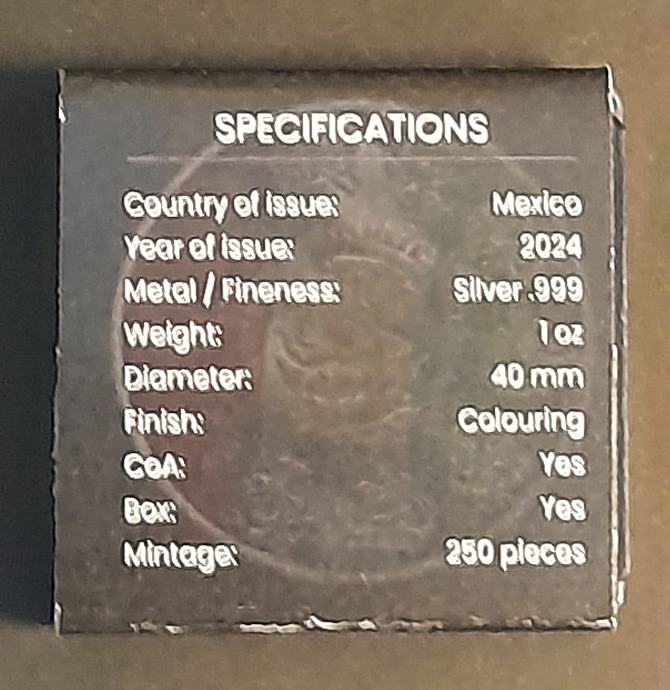 SPECIFICATIONS
Country of issue: Mexico
Year of issue: 2024
Metal / Fineness: Silver .999
Weight: 1 oz
Diameter: 40 mm
Finish: Colouring
CoA: Yes
Box: Yes
Mintage: 250 pieces